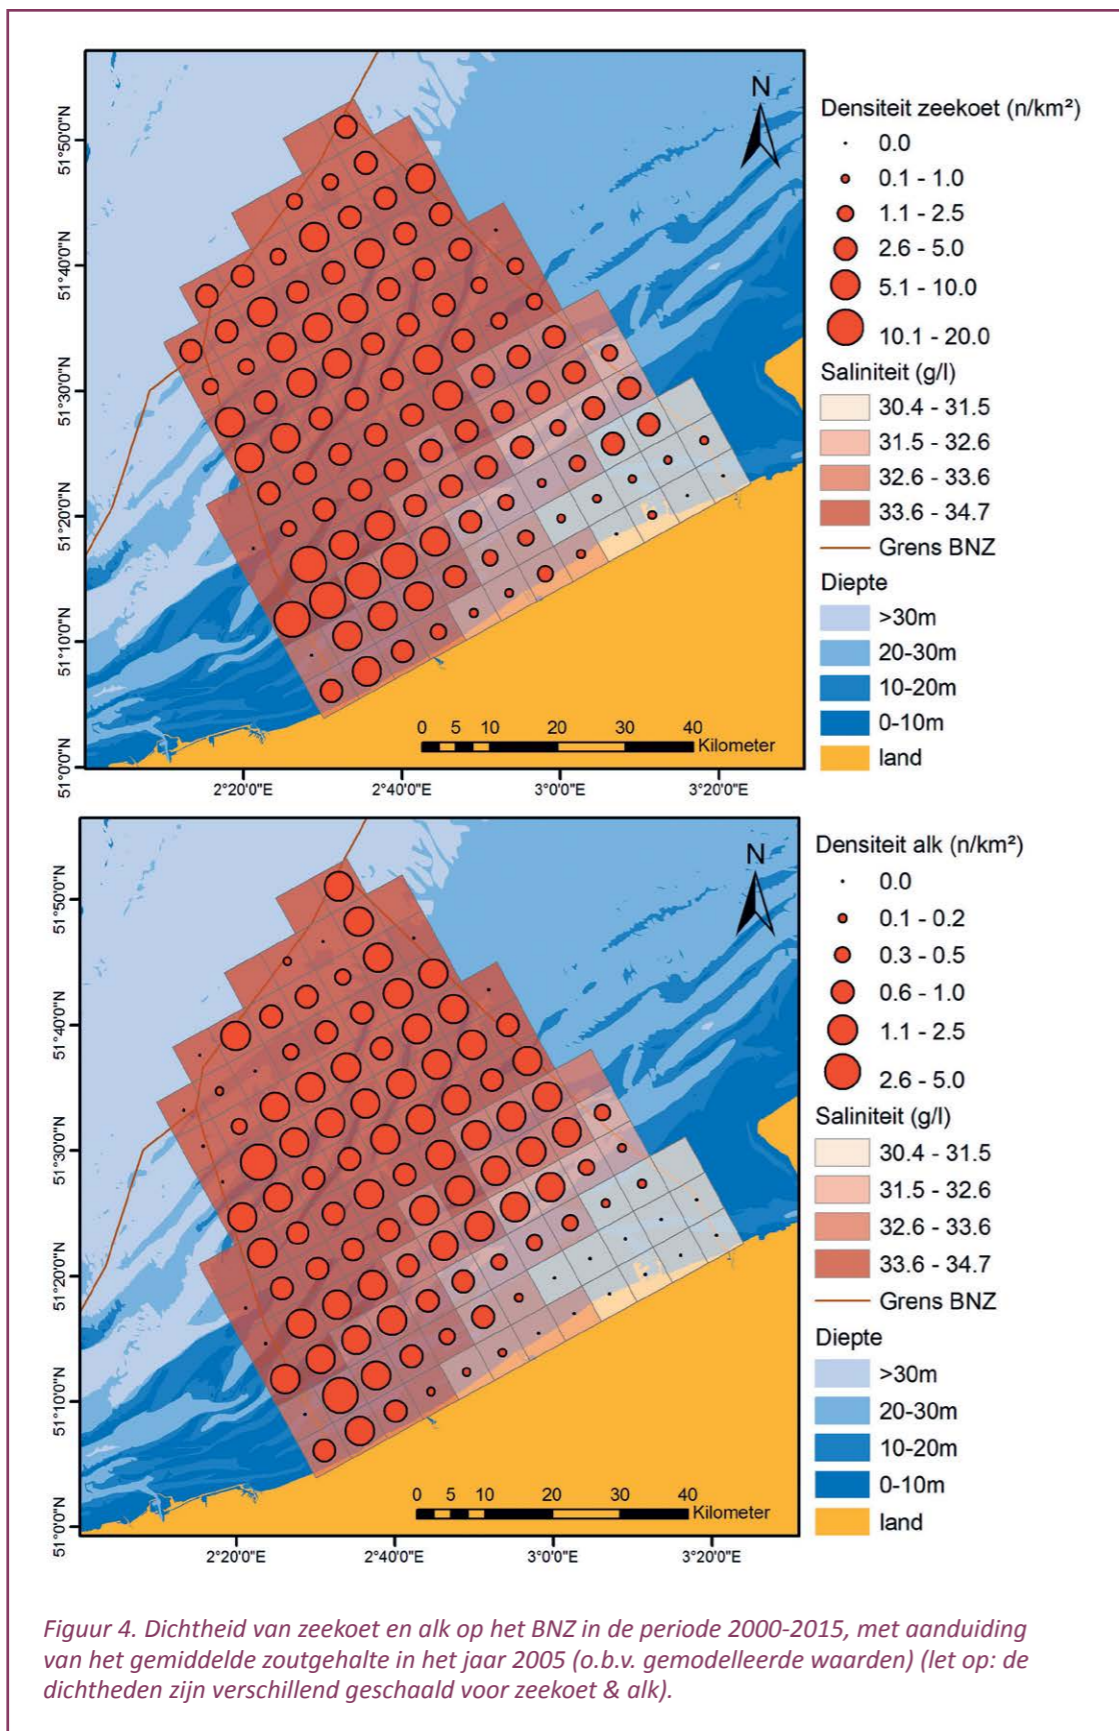 N
51°50'0"N
51°40'0"N
51°30'0"N
51°20'0"N
51°10'0"N
51°0'0"N
2°20'0"E
2°40'0"E
3°0'0"E
3°20'0"E
0 5 10 20 30 40
Kilometer
Densiteit zeekoet (n/km²)
0.0
0.1 - 1.0
1.1 - 2.5
2.6 - 5.0
5.1 - 10.0
10.1 - 20.0
Saliniteit (g/l)
30.4 - 31.5
31.5 - 32.6
32.6 - 33.6
33.6 - 34.7
Grens BNZ
Diepte
>30m
20-30m
10-20m
0-10m
land
N
51°50'0"N
51°40'0"N
51°30'0"N
51°20'0"N
51°10'0"N
51°0'0"N
2°20'0"E
2°40'0"E
3°0'0"E
3°20'0"E
0 5 10 20 30 40
Kilometer
Densiteit alk (n/km²)
0.0
0.1 - 0.2
0.3 - 0.5
0.6 - 1.0
1.1 - 2.5
2.6 - 5.0
Saliniteit (g/l)
30.4 - 31.5
31.5 - 32.6
32.6 - 33.6
33.6 - 34.7
Grens BNZ
Diepte
>30m
20-30m
10-20m
0-10m
land
Figuur 4. Dichtheid van zeekoet en alk op het BNZ in de periode 2000-2015, met aanduiding
van het gemiddelde zoutgehalte in het jaar 2005 (o.b.v. gemodelleerde waarden) (let op: de
dichtheden zijn verschillend geschaald voor zeekoet & alk).